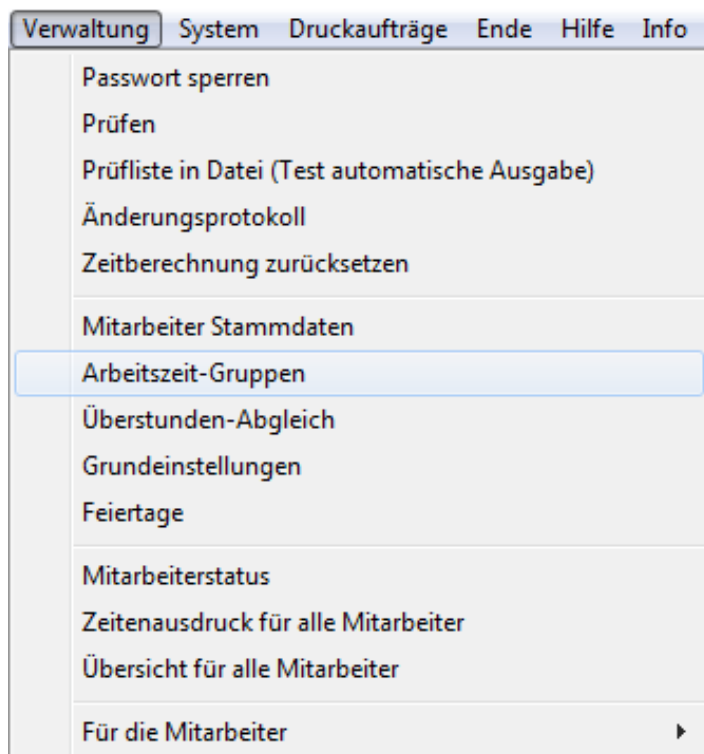 Verwaltung System Druckaufträge Ende Hilfe Info
Passwort sperren
Prüfen
Prüfliste in Datei (Test automatische Ausgabe)
Änderungsprotokoll
Zeitberechnung zurücksetzen
Mitarbeiter Stammdaten
Arbeitszeit-Gruppen
Überstunden-Abgleich
Grundeinstellungen
Feiertage
Mitarbeiterstatus
Zeitenausdruck für alle Mitarbeiter
Übersicht für alle Mitarbeiter
Für die Mitarbeiter